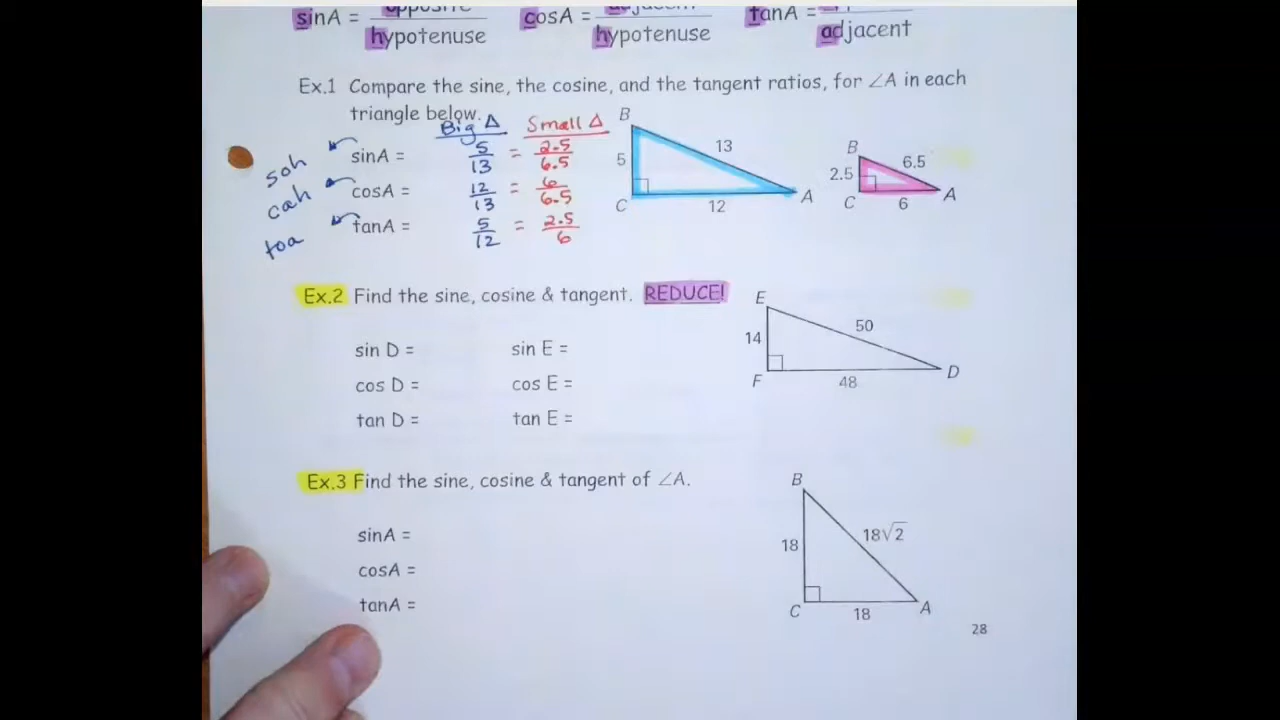 sinA = opposite / hypotenuse cosA = adjacent / hypotenuse tanA = / adjacent
Ex.1 Compare the sine, the cosine, and the tangent ratios, for ∠A in each
triangle below.
Big Δ Small Δ
soh sinA = 5/13 = 2.5/6.5
cah cosA = 12/13 = 6/6.5
toa tanA = 5/12 = 2.5/6
B 13 5 C 12 A
B 6.5 2.5 C 6 A
Ex.2 Find the sine, cosine & tangent. REDUCE!
sin D = sin E =
cos D = cos E =
tan D = tan E =
E 50 14 F 48 D
Ex.3 Find the sine, cosine & tangent of ∠A.
sinA =
cosA =
tanA =
B 18√2 18 C 18 A
28